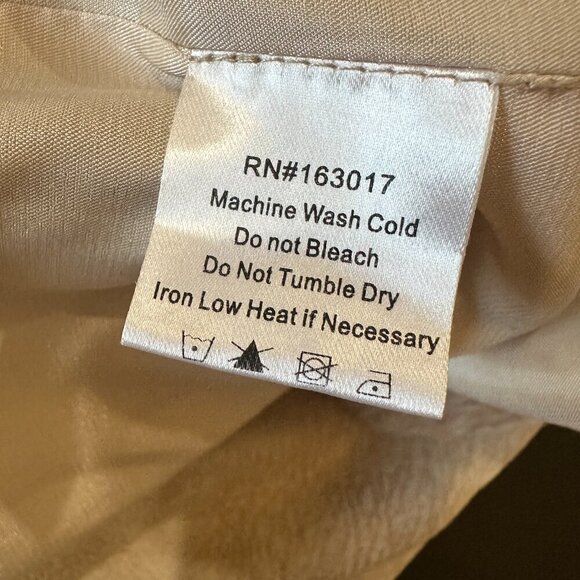 RN#163017
Machine Wash Cold
Do not Bleach
Do Not Tumble Dry
Iron Low Heat if Necessary